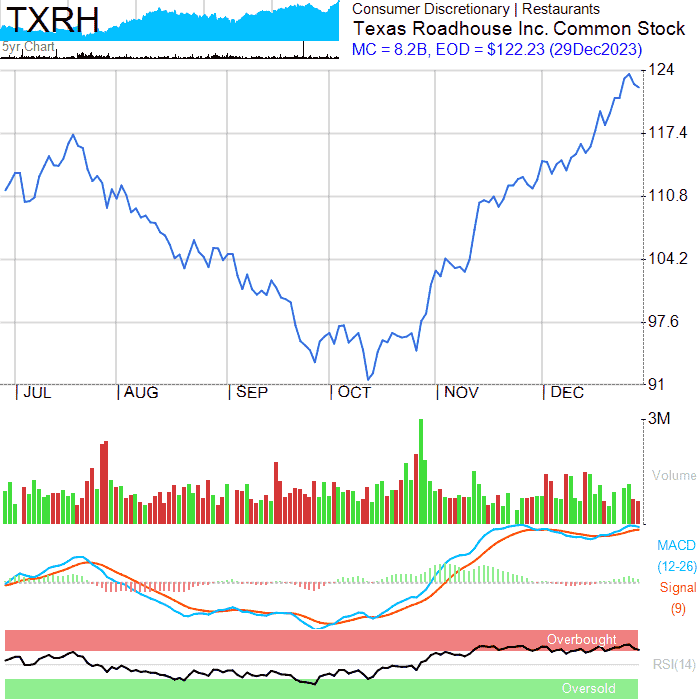 TXRH
5yr Chart
Consumer Discretionary | Restaurants
Texas Roadhouse Inc. Common Stock
MC = 8.2B, EOD = $122.23 (29Dec2023)
124
117.4
110.8
104.2
97.6
91
JUL AUG SEP OCT NOV DEC
3M
Volume
MACD
(12-26)
Signal
(9)
Overbought
RSI(14)
Oversold